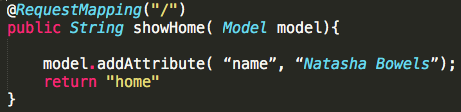 @RequestMapping("/")
public String showHome( Model model){
model.addAttribute( “name”, “Natasha Bowels”);
return "home"
}